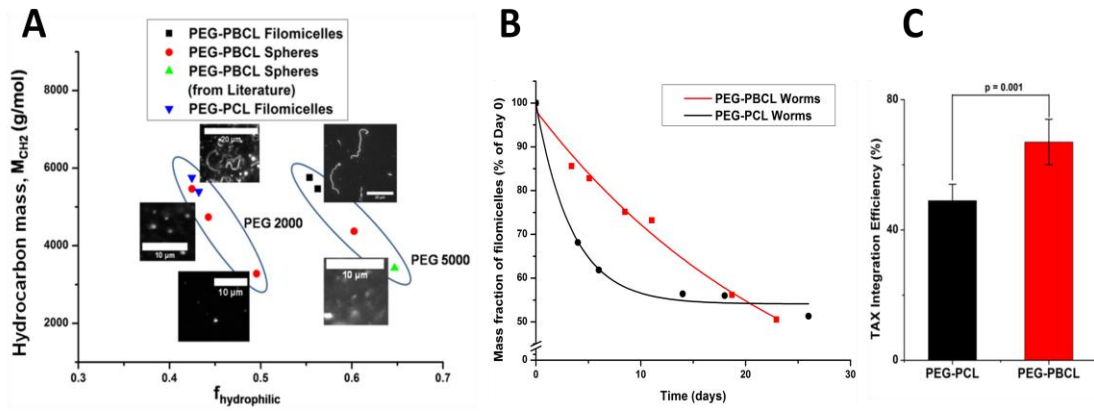 A
PEG-PBCL Filomicelles
PEG-PBCL Spheres
PEG-PBCL Spheres
(from Literature)
PEG-PCL Filomicelles
Hydrocarbon mass, M_CH2 (g/mol)
8000
6000
4000
2000
20 µm
10 µm
PEG 2000
10 µm
10 µm
PEG 5000
0.3
0.4
0.5
0.6
0.7
f_hydrophilic
B
PEG-PBCL Worms
PEG-PCL Worms
Mass fraction of filomicelles (% of Day 0)
100
90
80
70
60
50
0
0
5
10
15
20
25
30
Time (days)
C
p = 0.001
TAX Integration Efficiency (%)
80
40
0
PEG-PCL
PEG-PBCL